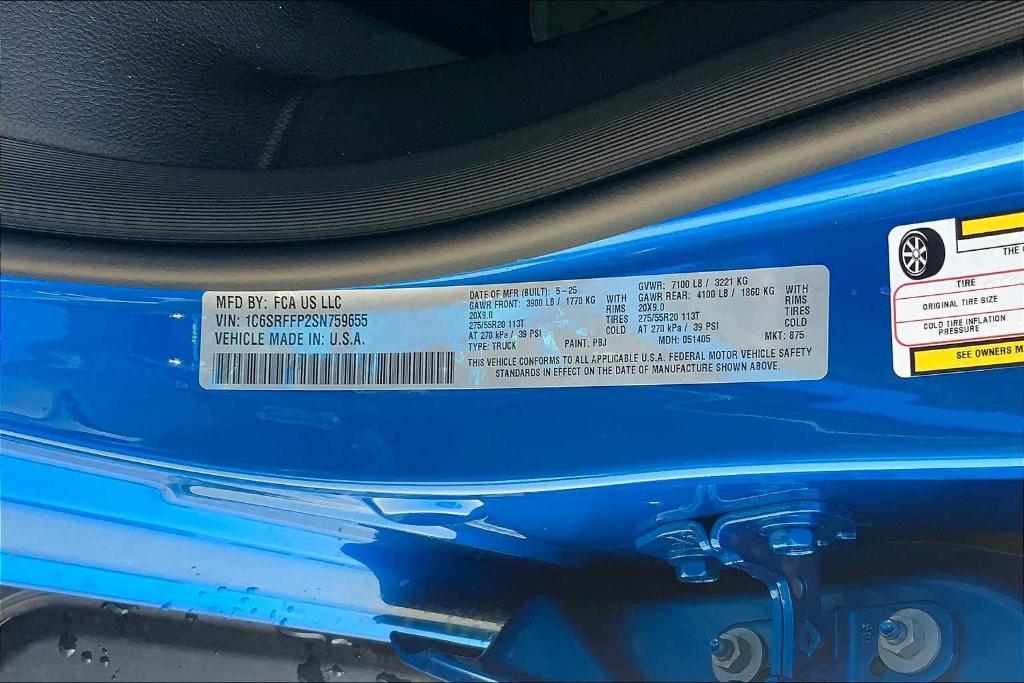 MFD BY: FCA US LLC
VIN: 1C6SRFFP2SN759655
VEHICLE MADE IN: U.S.A.
DATE OF MFR (BUILT): 5-25
GAWR FRONT: 3900 LB / 1770 KG WITH
20X9.0 RIMS
275/55R20 113T TIRES
AT 270 kPa / 39 PSI COLD
TYPE: TRUCK PAINT: PBJ
GVWR: 7100 LB / 3221 KG
GAWR REAR: 4100 LB / 1860 KG WITH
20X9.0 RIMS
275/55R20 113T TIRES
AT 270 kPa / 39 PSI COLD
MDH: 051405 MKT: 875
THIS VEHICLE CONFORMS TO ALL APPLICABLE U.S.A. FEDERAL MOTOR VEHICLE SAFETY
STANDARDS IN EFFECT ON THE DATE OF MANUFACTURE SHOWN ABOVE.
THE
TIRE
ORIGINAL TIRE SIZE
COLD TIRE INFLATION
PRESSURE
SEE OWNERS